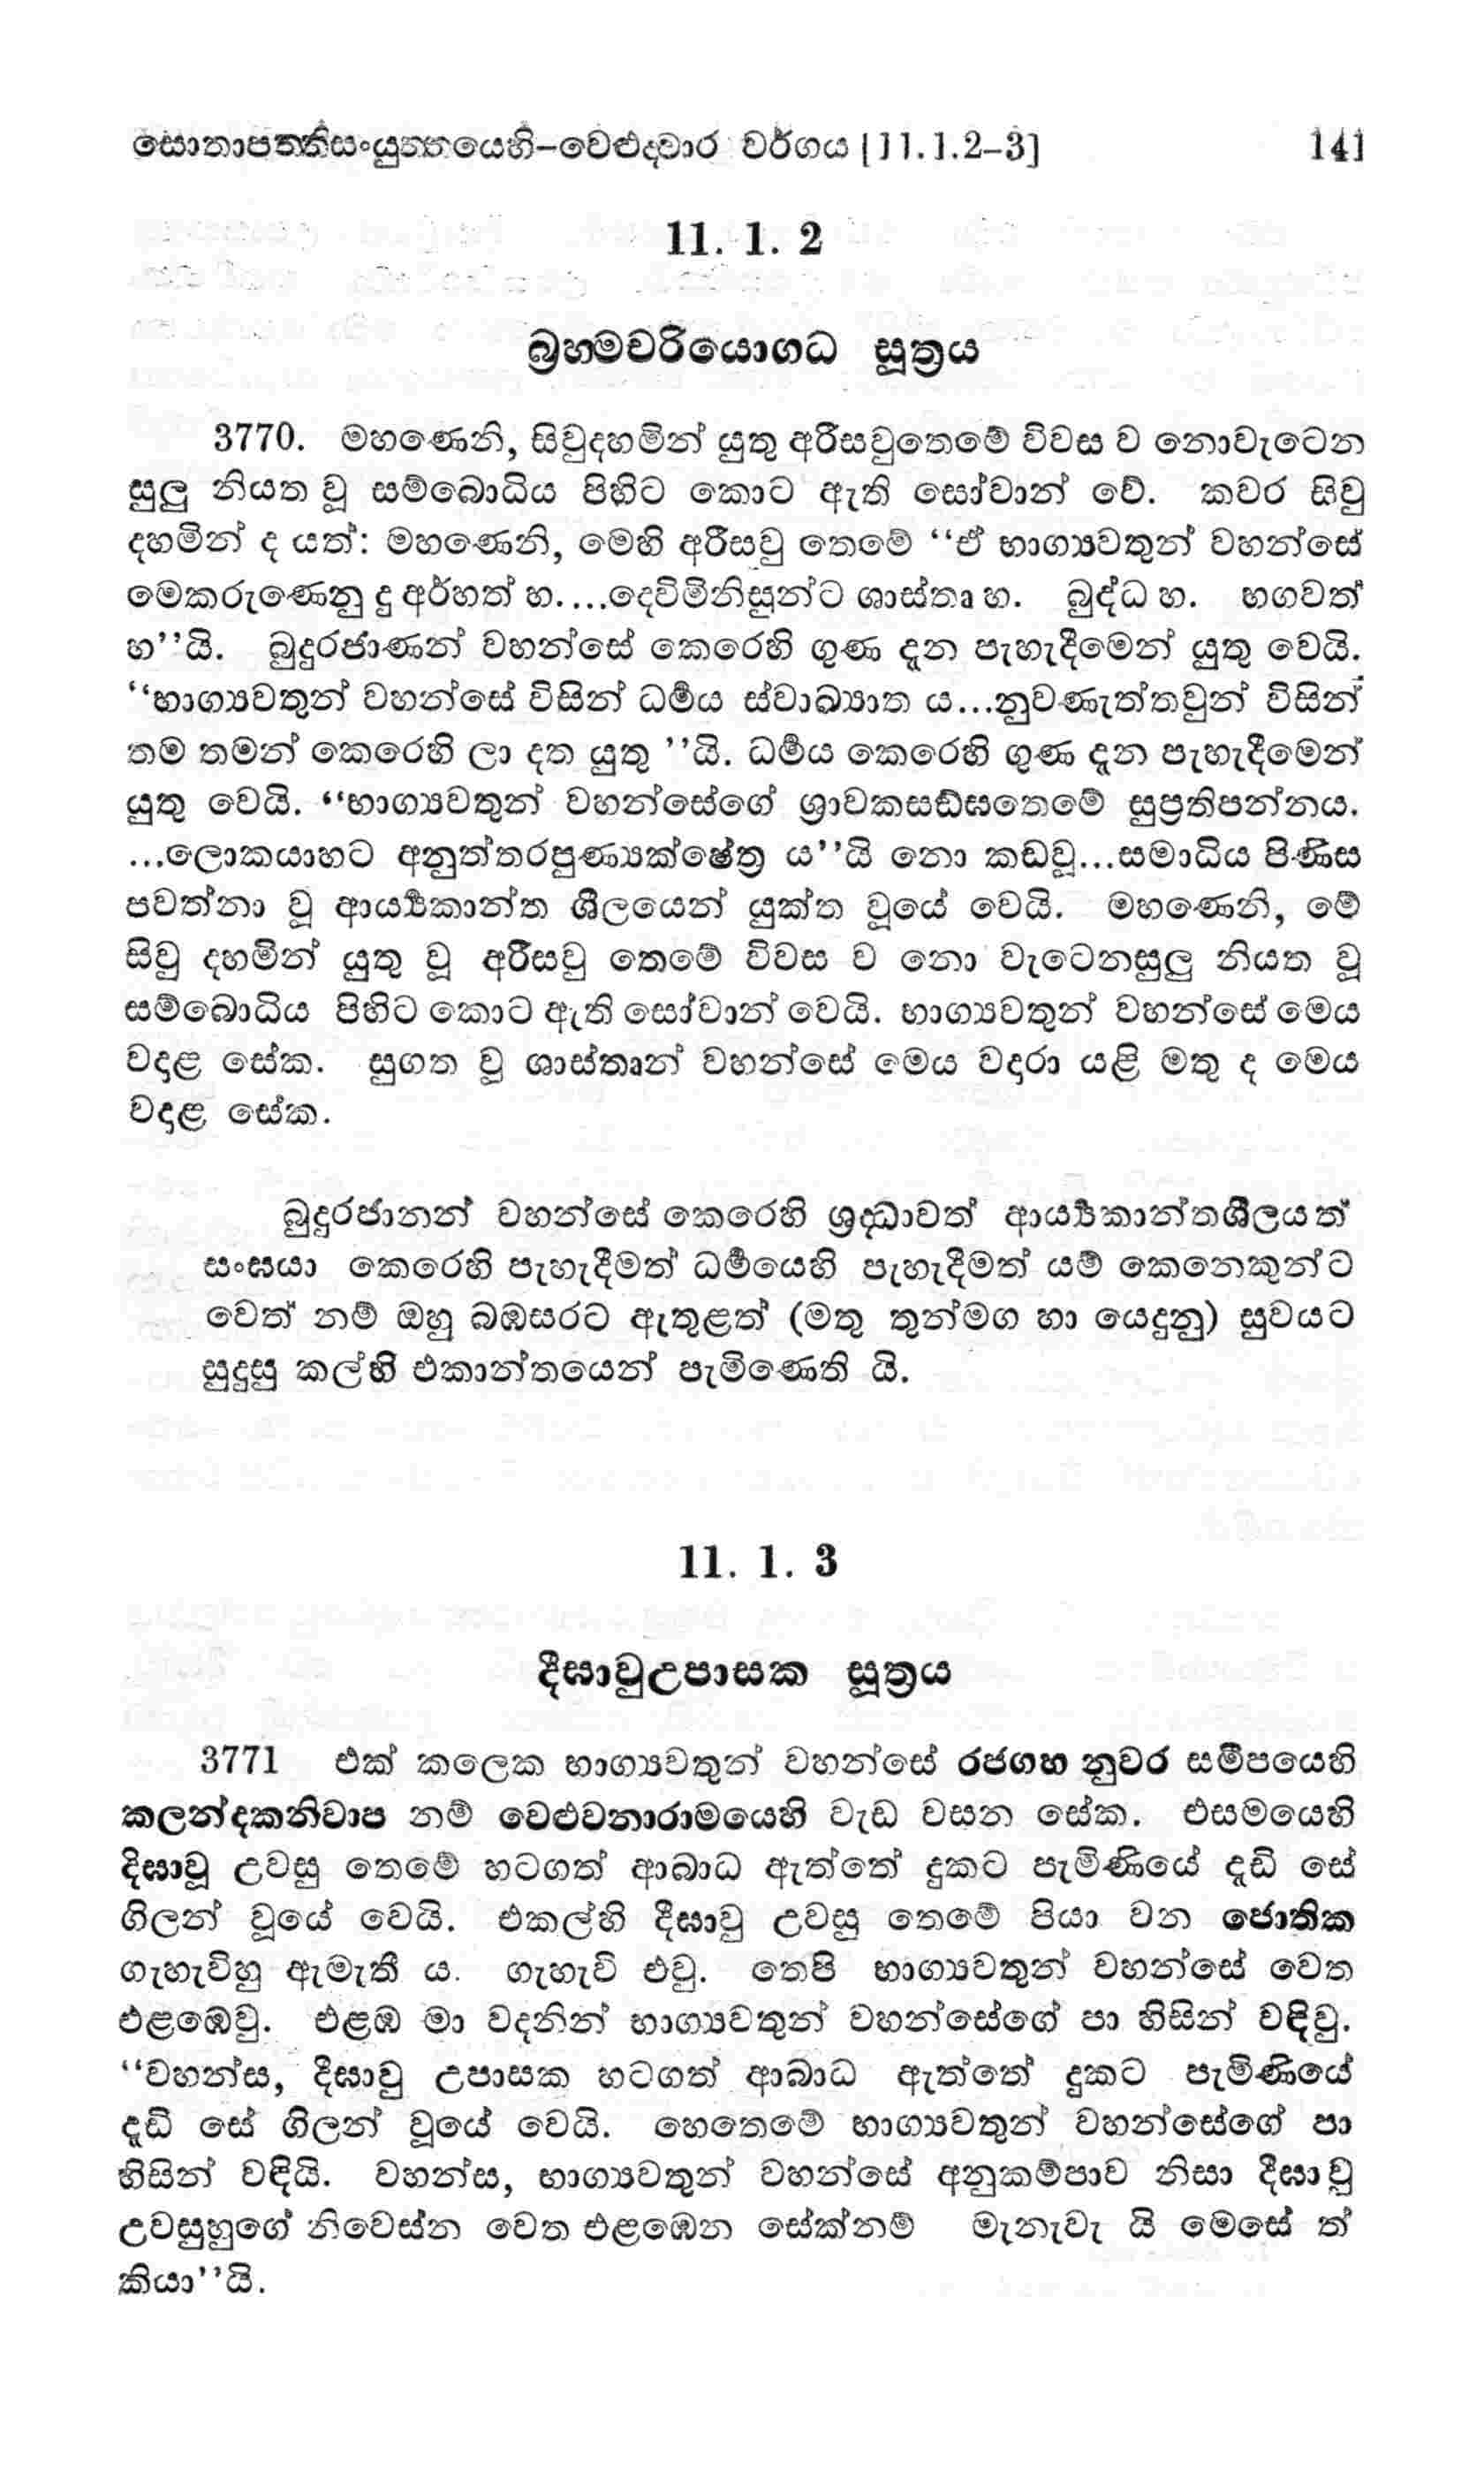 සොතාපත්තිසංයුත්තයෙහි–වෙළුද්වාර වර්ගය [11.1.2–3] 141
11. 1. 2
බ්‍රහ්මචරියොගධ සූත්‍රය
3770. මහණෙනි, සිවුදහමින් යුතු අරිසව්තෙමේ විවස ව නොවැටෙන
සුලු නියත වූ සම්බොධිය පිහිට කොට ඇති සෝවාන් වේ. කවර සිවු
දහමින් ද යත්: මහණෙනි, මෙහි අරිසවු තෙමේ “ඒ භාග්‍යවතුන් වහන්සේ
මෙකරුණෙනු දු අර්හත් හ. ...දෙව්මිනිසුන්ට ශාස්තෘ හ. බුද්ධ හ. භගවත්
හ’’යි. බුදුරජාණන් වහන්සේ කෙරෙහි ගුණ දැන පැහැදීමෙන් යුතු වෙයි.
“භාග්‍යවතුන් වහන්සේ විසින් ධර්‍මය ස්වාඛ්‍යාත ය...නුවණැත්තවුන් විසින්
තම තමන් කෙරෙහි ලා දත යුතු ’’යි. ධර්‍මය කෙරෙහි ගුණ දැන පැහැදීමෙන්
යුතු වෙයි. “භාග්‍යවතුන් වහන්සේගේ ශ්‍රාවකසඞ්ඝතෙමේ සුප්‍රතිපන්නය.
...ලොකයාහට අනුත්තරපුණ්‍යක්ෂේත්‍ර ය’’යි නො කඩවූ...සමාධිය පිණිස
පවත්නා වූ ආර්‍ය්‍යකාන්ත ශීලයෙන් යුක්ත වූයේ වෙයි. මහණෙනි, මේ
සිවු දහමින් යුතු වූ අරිසවු තෙමේ විවස ව නො වැටෙනසුලු නියත වූ
සම්බොධිය පිහිට කොට ඇති සෝවාන් වෙයි. භාග්‍යවතුන් වහන්සේ මෙය
වදාළ සේක. සුගත වූ ශාස්තෘන් වහන්සේ මෙය වදාරා යළි මතු ද මෙය
වදාළ සේක.
බුදුරජානන් වහන්සේ කෙරෙහි ශ්‍රද්ධාවත් ආර්‍ය්‍යකාන්තශීලයත්
සංඝයා කෙරෙහි පැහැදීමත් ධර්‍මයෙහි පැහැදීමත් යම් කෙනෙකුන්ට
වෙත් නම් ඔහු බඹසරට ඇතුළත් (මතු තුන්මග හා යෙදුනු) සුවයට
සුදුසු කල්හි එකාන්තයෙන් පැමිණෙති යි.
11. 1. 3
දීඝාවුඋපාසක සූත්‍රය
3771 එක් කලෙක භාග්‍යවතුන් වහන්සේ රජගහ නුවර සමීපයෙහි
කලන්දකනිවාප නම් වෙළුවනාරාමයෙහි වැඩ වසන සේක. එසමයෙහි
දිඝාවූ උවසු තෙමේ හටගත් ආබාධ ඇත්තේ දුකට පැමිණියේ දැඩි සේ
ගිලන් වූයේ වෙයි. එකල්හි දීඝාවු උවසු තෙමේ පියා වන ජොතික
ගැහැවිහු ඇමැතී ය. ගැහැවි එවු. තෙපි භාග්‍යවතුන් වහන්සේ වෙත
එළඹෙවු. එළඹ මා වදනින් භාග්‍යවතුන් වහන්සේගේ පා හිසින් වඳිවු.
“වහන්ස, දීඝාවු උපාසක හටගත් ආබාධ ඇත්තේ දුකට පැමිණියේ
දැඩි සේ ගිලන් වූයේ වෙයි. හෙතෙමේ භාග්‍යවතුන් වහන්සේගේ පා
හිසින් වඳියි. වහන්ස, භාග්‍යවතුන් වහන්සේ අනුකම්පාව නිසා දීඝාවු
උවසුහුගේ නිවෙස්න වෙත එළඹෙන සේක්නම් මැනැවැ යි මෙසේ ත්
කියා’’යි.